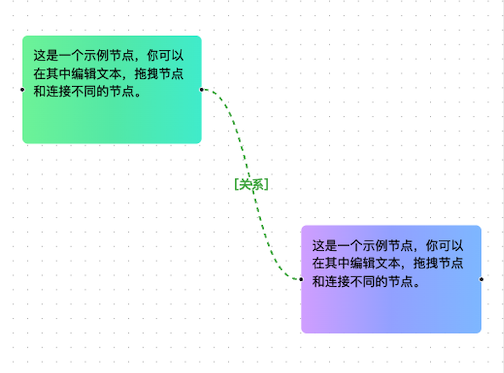 这是一个示例节点，你可以
在其中编辑文本，拖拽节点
和连接不同的节点。
[关系]
这是一个示例节点，你可以
在其中编辑文本，拖拽节点
和连接不同的节点。